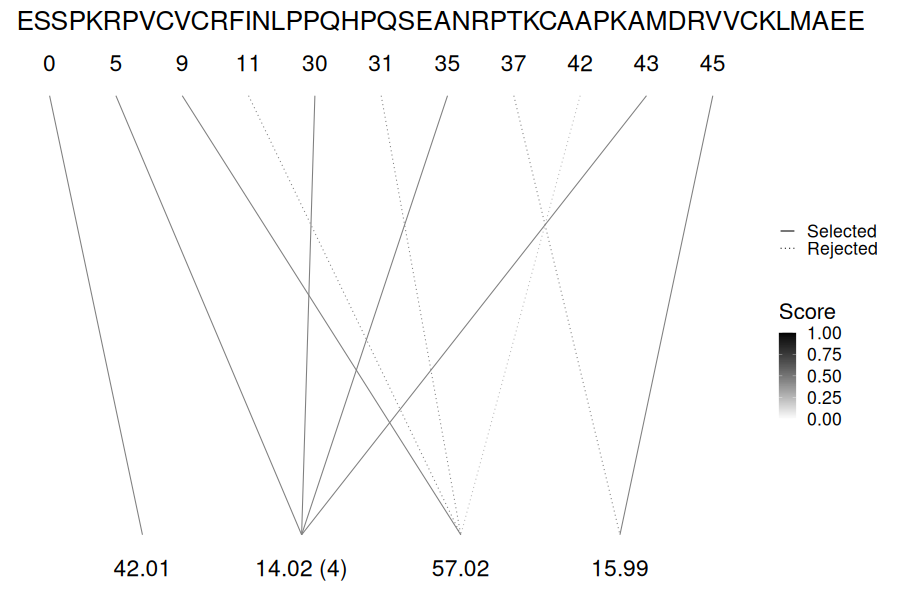 ESSPKRPVCVCRFINLPPQHPQSEANRPTKCAAPKAMDRVVCKLMAEE
0 5 9 11 30 31 35 37 42 43 45
Selected
Rejected
Score
1.00
0.75
0.50
0.25
0.00
42.01 14.02 (4) 57.02 15.99